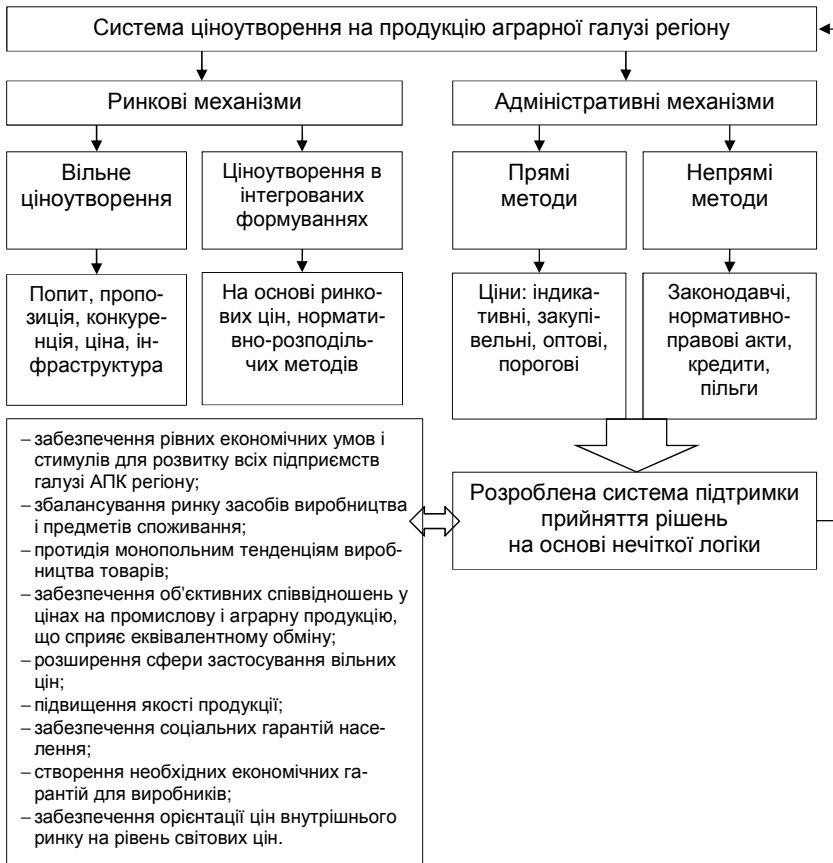 Система ціноутворення на продукцію аграрної галузі регіону
Ринкові механізми
Адміністративні механізми
Вільне
ціноутворення
Ціноутворення в
інтегрованих
формуваннях
Прямі
методи
Непрямі
методи
Попит, пропо-
зиція, конкуре-
нція, ціна, ін-
фраструктура
На основі ринко-
вих цін, нормати-
вно-розподіль-
чих методів
Ціни: індика-
тивні, закупі-
вельні, оптові,
порогові
Законодавчі,
нормативно-
правові акти,
кредити,
пільги
– забезпечення рівних економічних умов і
стимулів для розвитку всіх підприємств
галузі АПК регіону;
– збалансування ринку засобів виробництва
і предметів споживання;
– протидія монопольним тенденціям вироб-
ництва товарів;
– забезпечення об'єктивних співвідношень у
цінах на промислову і аграрну продукцію,
що сприяє еквівалентному обміну;
– розширення сфери застосування вільних
цін;
– підвищення якості продукції;
– забезпечення соціальних гарантій насе-
лення;
– створення необхідних економічних га-
рантій для виробників;
– забезпечення орієнтації цін внутрішнього
ринку на рівень світових цін.
Розроблена система підтримки
прийняття рішень
на основі нечіткої логіки